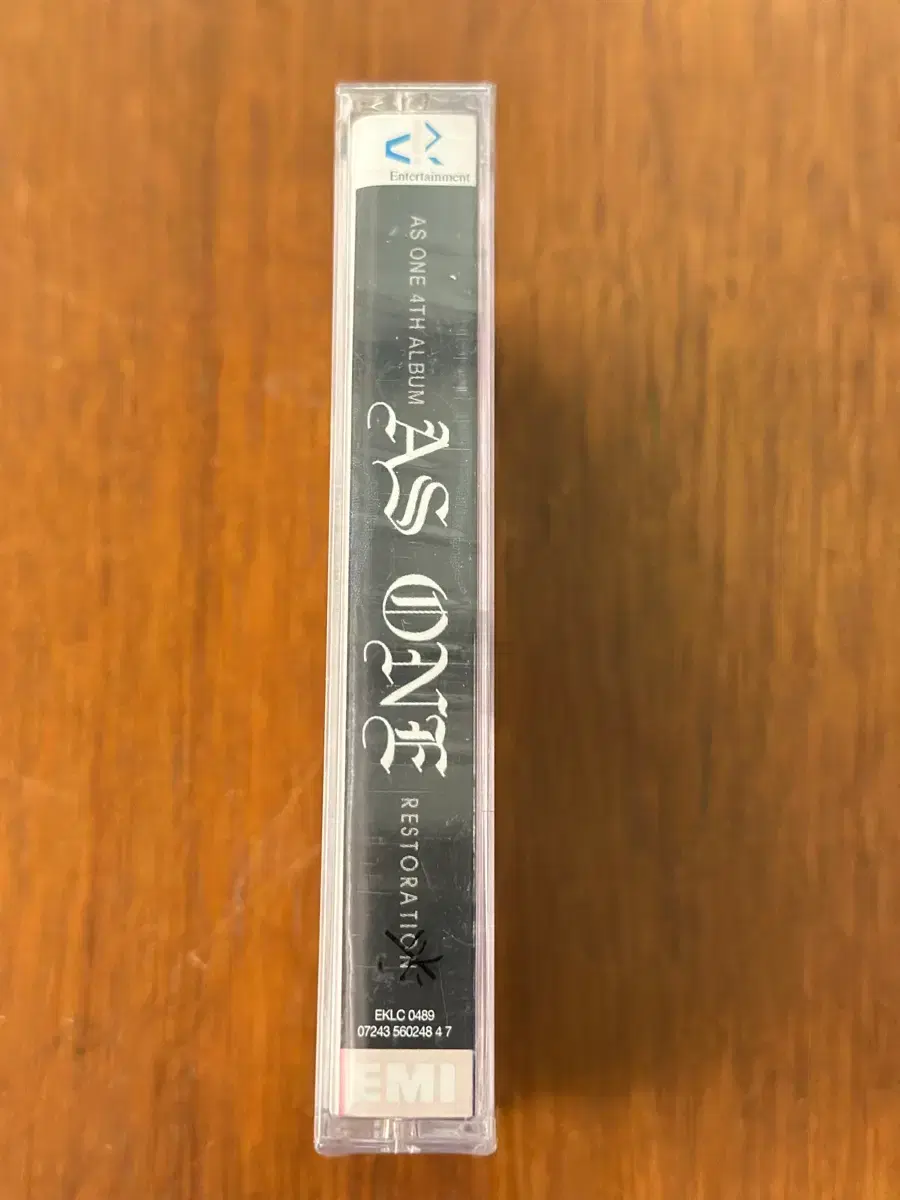 Entertainment
AS ONE 4TH ALBUM
AS ONE
RESTORATION
EKLC 0489
07243 560248 4 7
EMI